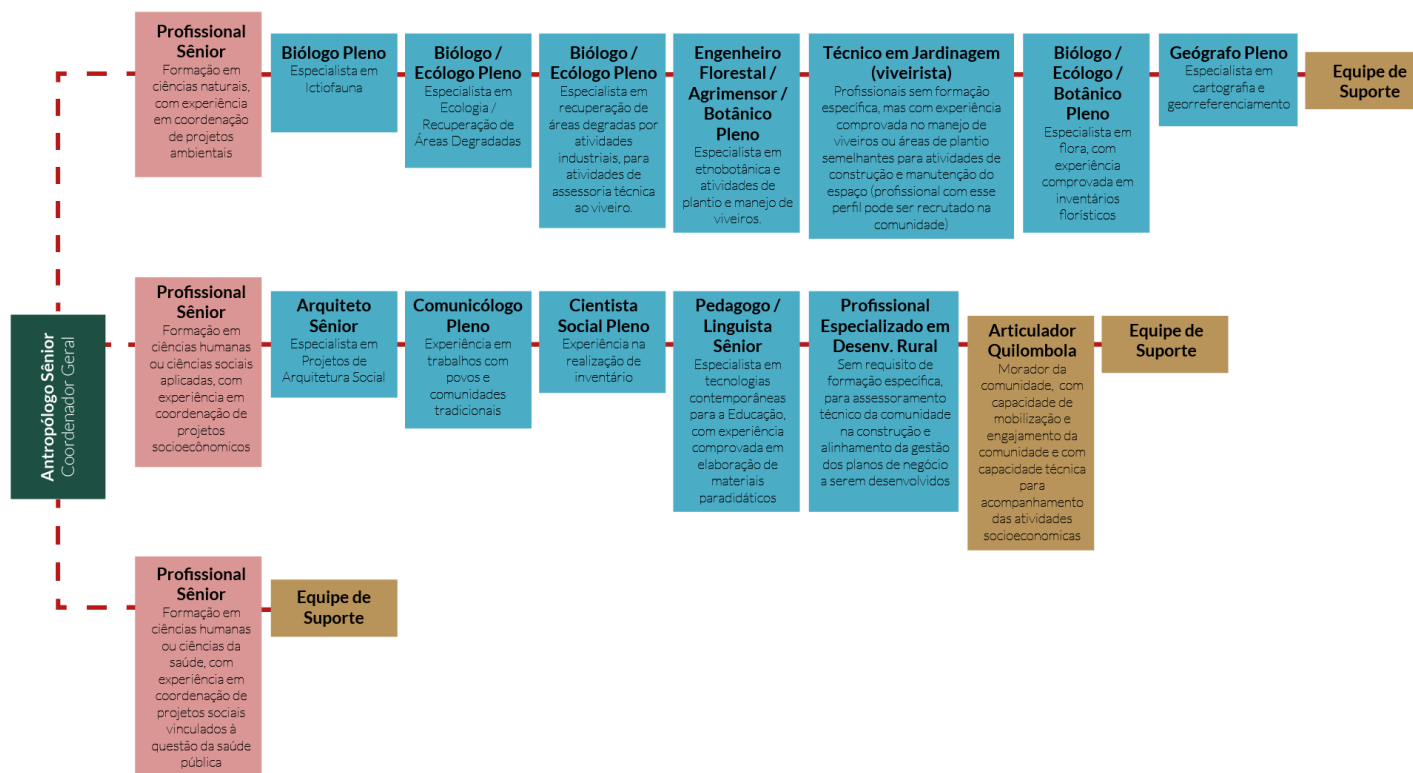 Antropólogo Sênior
Coordenador Geral
Profissional
Sênior
Formação em
ciências naturais,
com experiência
em coordenação
de projetos
ambientais
Biólogo Pleno
Especialista em
Ictiofauna
Biólogo /
Ecólogo Pleno
Especialista em
Ecologia /
Recuperação de
Áreas Degradadas
Biólogo /
Ecólogo Pleno
Especialista em
recuperação de
áreas degradas por
atividades
industriais, para
atividades de
assessoria técnica
ao viveiro.
Engenheiro
Florestal /
Agrimensor /
Botânico Pleno
Especialista em
etnobotânica e
atividades de
plantio e manejo de
viveiros.
Técnico em Jardinagem
(viveirista)
Profissionais sem formação
específica, mas com experiência
comprovada no manejo de
viveiros ou áreas de plantio
semelhantes para atividades de
construção e manutenção do
espaço (profissional com esse
perfil pode ser recrutado na
comunidade)
Biólogo /
Ecólogo /
Botânico
Pleno
Especialista em
flora, com
experiência
comprovada em
inventários
florísticos
Geógrafo Pleno
Especialista em
cartografia e
georreferenciamento
Equipe de
Suporte
Profissional
Sênior
Formação em
ciências humanas
ou ciências sociais
aplicadas, com
experiência em
coordenação de
projetos
socioecônomicos
Arquiteto
Sênior
Especialista em
Projetos de
Arquitetura Social
Comunicólogo
Pleno
Experiência em
trabalhos com
povos e
comunidades
tradicionais
Cientista
Social Pleno
Experiência na
realização de
inventário
Pedagogo /
Linguista
Sênior
Especialista em
tecnologias
contemporâneas
para a Educação,
com experiência
comprovada em
elaboração de
materiais
paradidáticos
Profissional
Especializado em
Desenv. Rural
Sem requisito de
formação específica,
para assessoramento
técnico da comunidade
na construção e
alinhamento da gestão
dos planos de negócio
a serem desenvolvidos
Articulador
Quilombola
Morador da
comunidade, com
capacidade de
mobilização e
engajamento da
comunidade e com
capacidade técnica
para
acompanhamento
das atividades
socioeconomicas
Equipe de
Suporte
Profissional
Sênior
Formação em
ciências humanas
ou ciências da
saúde, com
experiência em
coordenação de
projetos sociais
vinculados à
questão da saúde
pública
Equipe de
Suporte